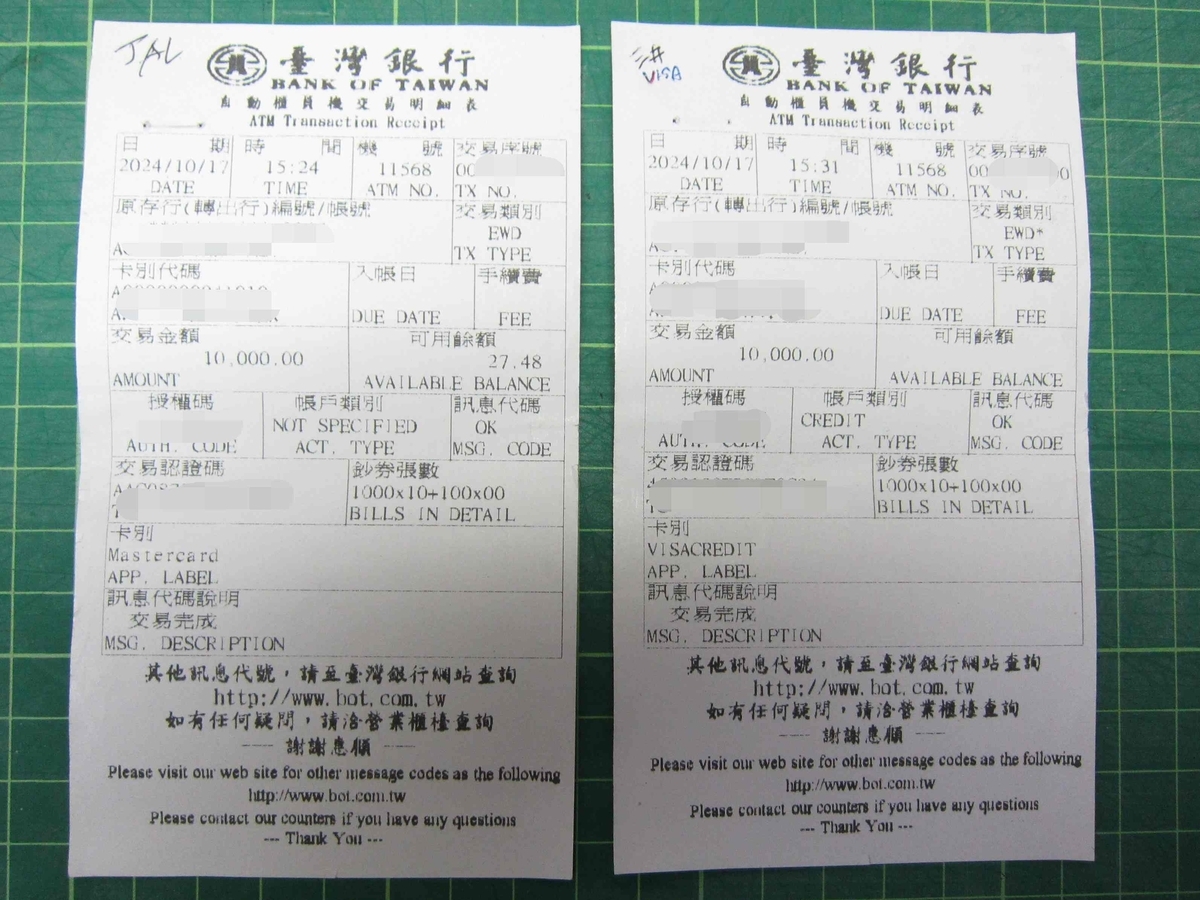 JAL
臺灣銀行
BANK OF TAIWAN
自動櫃員機交易明細表
ATM Transaction Receipt
日期 時間 機號 交易序號
2024/10/17 15:24 11568 00
DATE TIME ATM NO. TX NO.
原存行(轉出行)編號/帳號 交易類別
EWD
TX TYPE
卡別代碼 入帳日 手續費
DUE DATE FEE
交易金額 可用餘額
10,000.00 27.48
AMOUNT AVAILABLE BALANCE
授權碼 帳戶類別 訊息代碼
NOT SPECIFIED OK
AUTH. CODE ACT. TYPE MSG. CODE
交易認證碼 鈔券張數
1000x10+100x00
BILLS IN DETAIL
卡別
Mastercard
APP. LABEL
訊息代碼說明
交易完成
MSG. DESCRIPTION
其他訊息代號，請至臺灣銀行網站查詢
http://www.bot.com.tw
如有任何疑問，請洽營業櫃檯查詢
--- 謝謝惠顧 ---
Please visit our web site for other message codes as the following
http://www.bot.com.tw
Please contact our counters if you have any questions
--- Thank You ---
三井
VISA
臺灣銀行
BANK OF TAIWAN
自動櫃員機交易明細表
ATM Transaction Receipt
日期 時間 機號 交易序號
2024/10/17 15:31 11568 00 0
DATE TIME ATM NO. TX NO.
原存行(轉出行)編號/帳號 交易類別
EWD*
TX TYPE
卡別代碼 入帳日 手續費
DUE DATE FEE
交易金額 可用餘額
10,000.00
AMOUNT AVAILABLE BALANCE
授權碼 帳戶類別 訊息代碼
CREDIT OK
AUTH. CODE ACT. TYPE MSG. CODE
交易認證碼 鈔券張數
1000x10+100x00
BILLS IN DETAIL
卡別
VISACREDIT
APP. LABEL
訊息代碼說明
交易完成
MSG. DESCRIPTION
其他訊息代號，請至臺灣銀行網站查詢
http://www.bot.com.tw
如有任何疑問，請洽營業櫃檯查詢
--- 謝謝惠顧 ---
Please visit our web site for other message codes as the following
http://www.bot.com.tw
Please contact our counters if you have any questions
--- Thank You ---